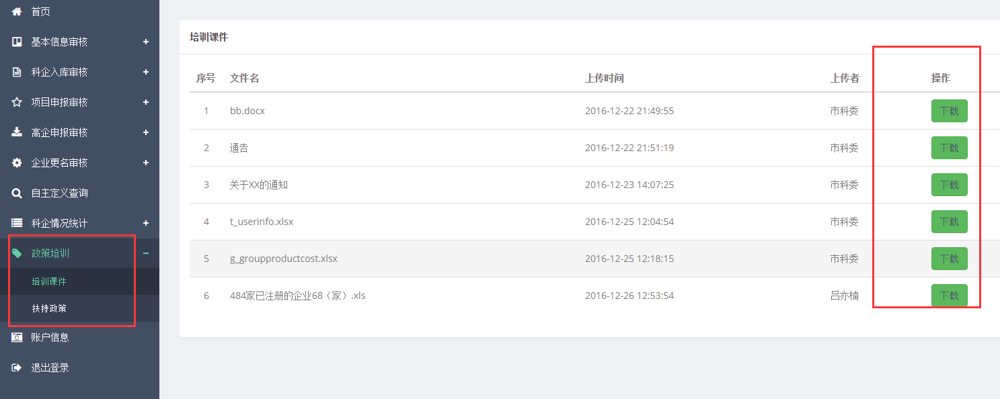 首页
基本信息审核
科企入库审核
项目申报审核
高企申报审核
企业更名审核
自主定义查询
科企情况统计
政策培训
培训课件
扶持政策
账户信息
退出登录
培训课件
序号 文件名 上传时间 上传者 操作
1 bb.docx 2016-12-22 21:49:55 市科委 下载
2 通告 2016-12-22 21:51:19 市科委 下载
3 关于XX的通知 2016-12-23 14:07:25 市科委 下载
4 t_userinfo.xlsx 2016-12-25 12:04:54 市科委 下载
5 g_groupproductcost.xlsx 2016-12-25 12:18:15 市科委 下载
6 484家已注册的企业68（家）.xls 2016-12-26 12:53:54 吕亦楠 下载